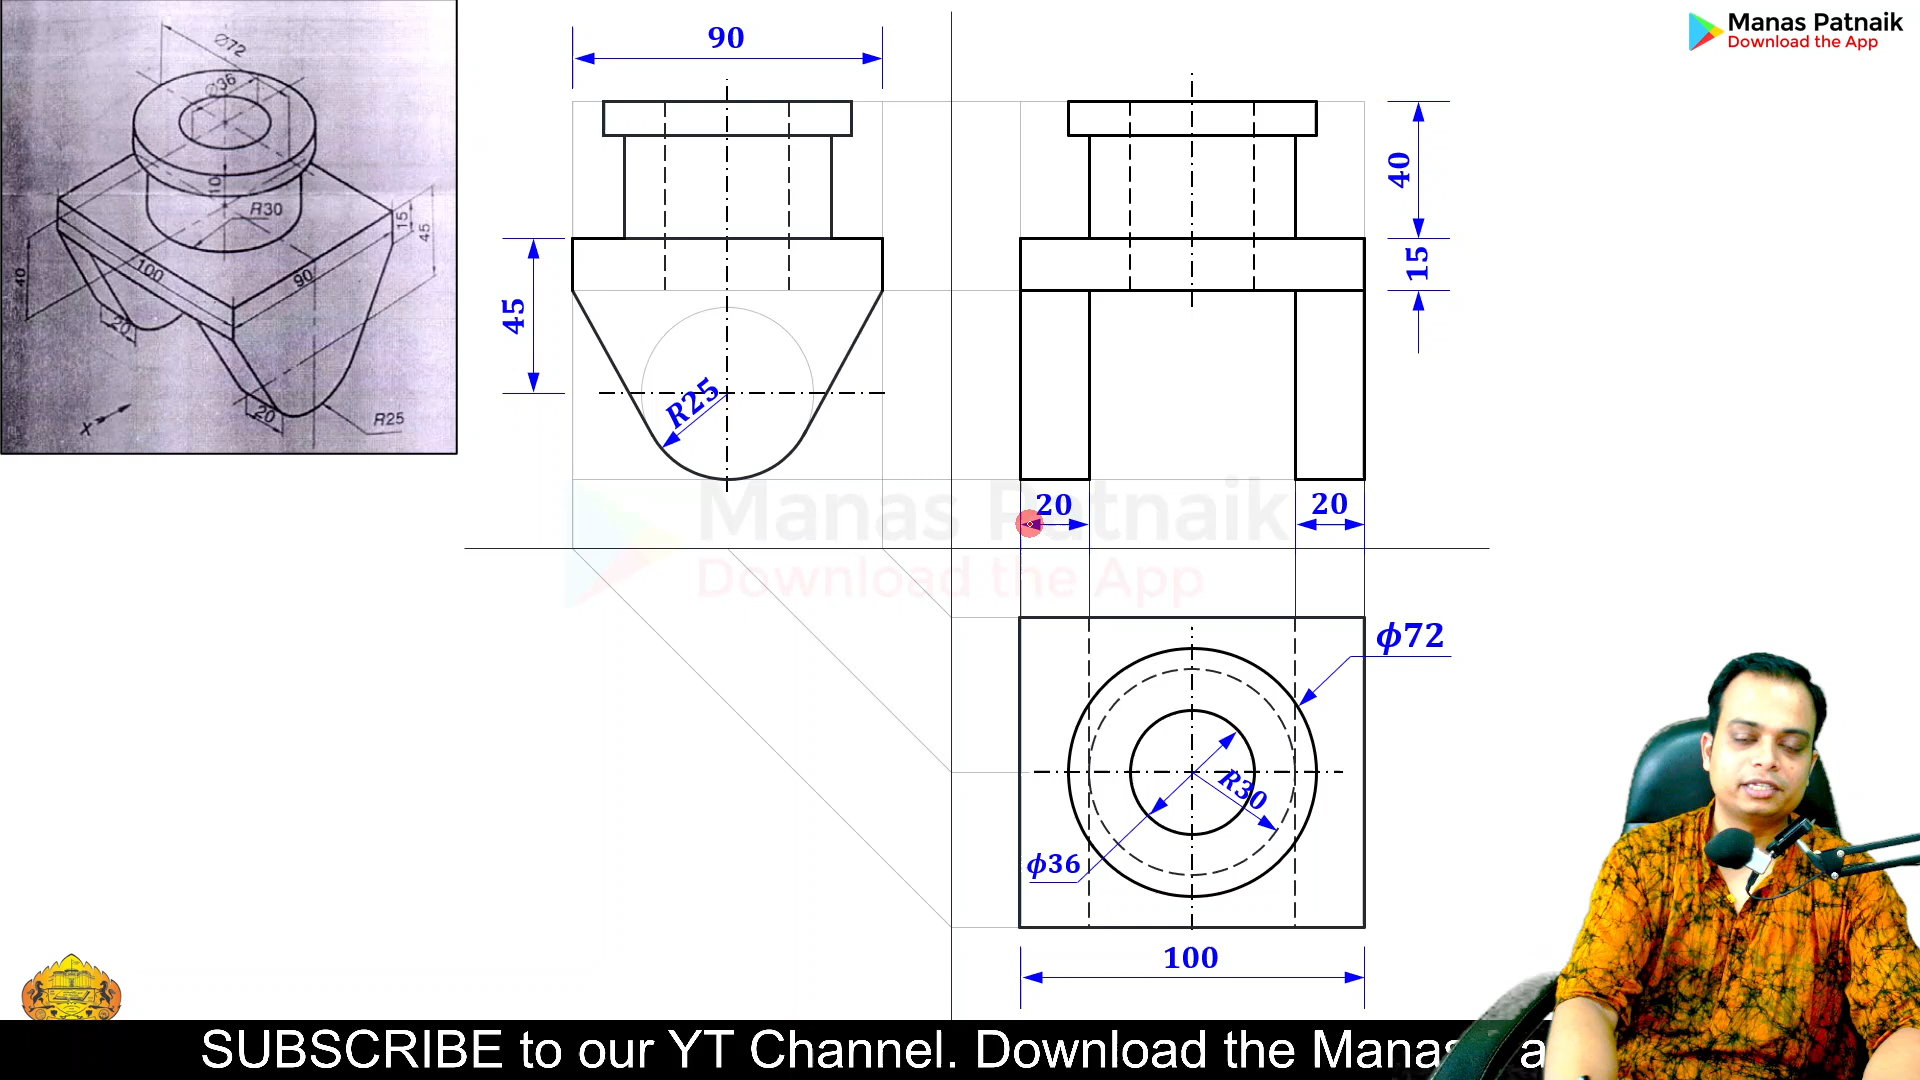 Manas Patnaik
Download the App
Ø72
Ø36
10
R30
15
45
40
100
90
20
20
R25
X
90
45
R25
40
15
20
20
Manas Patnaik
Download the App
ϕ72
R30
ϕ36
100
SUBSCRIBE to our YT Channel. Download the Manas